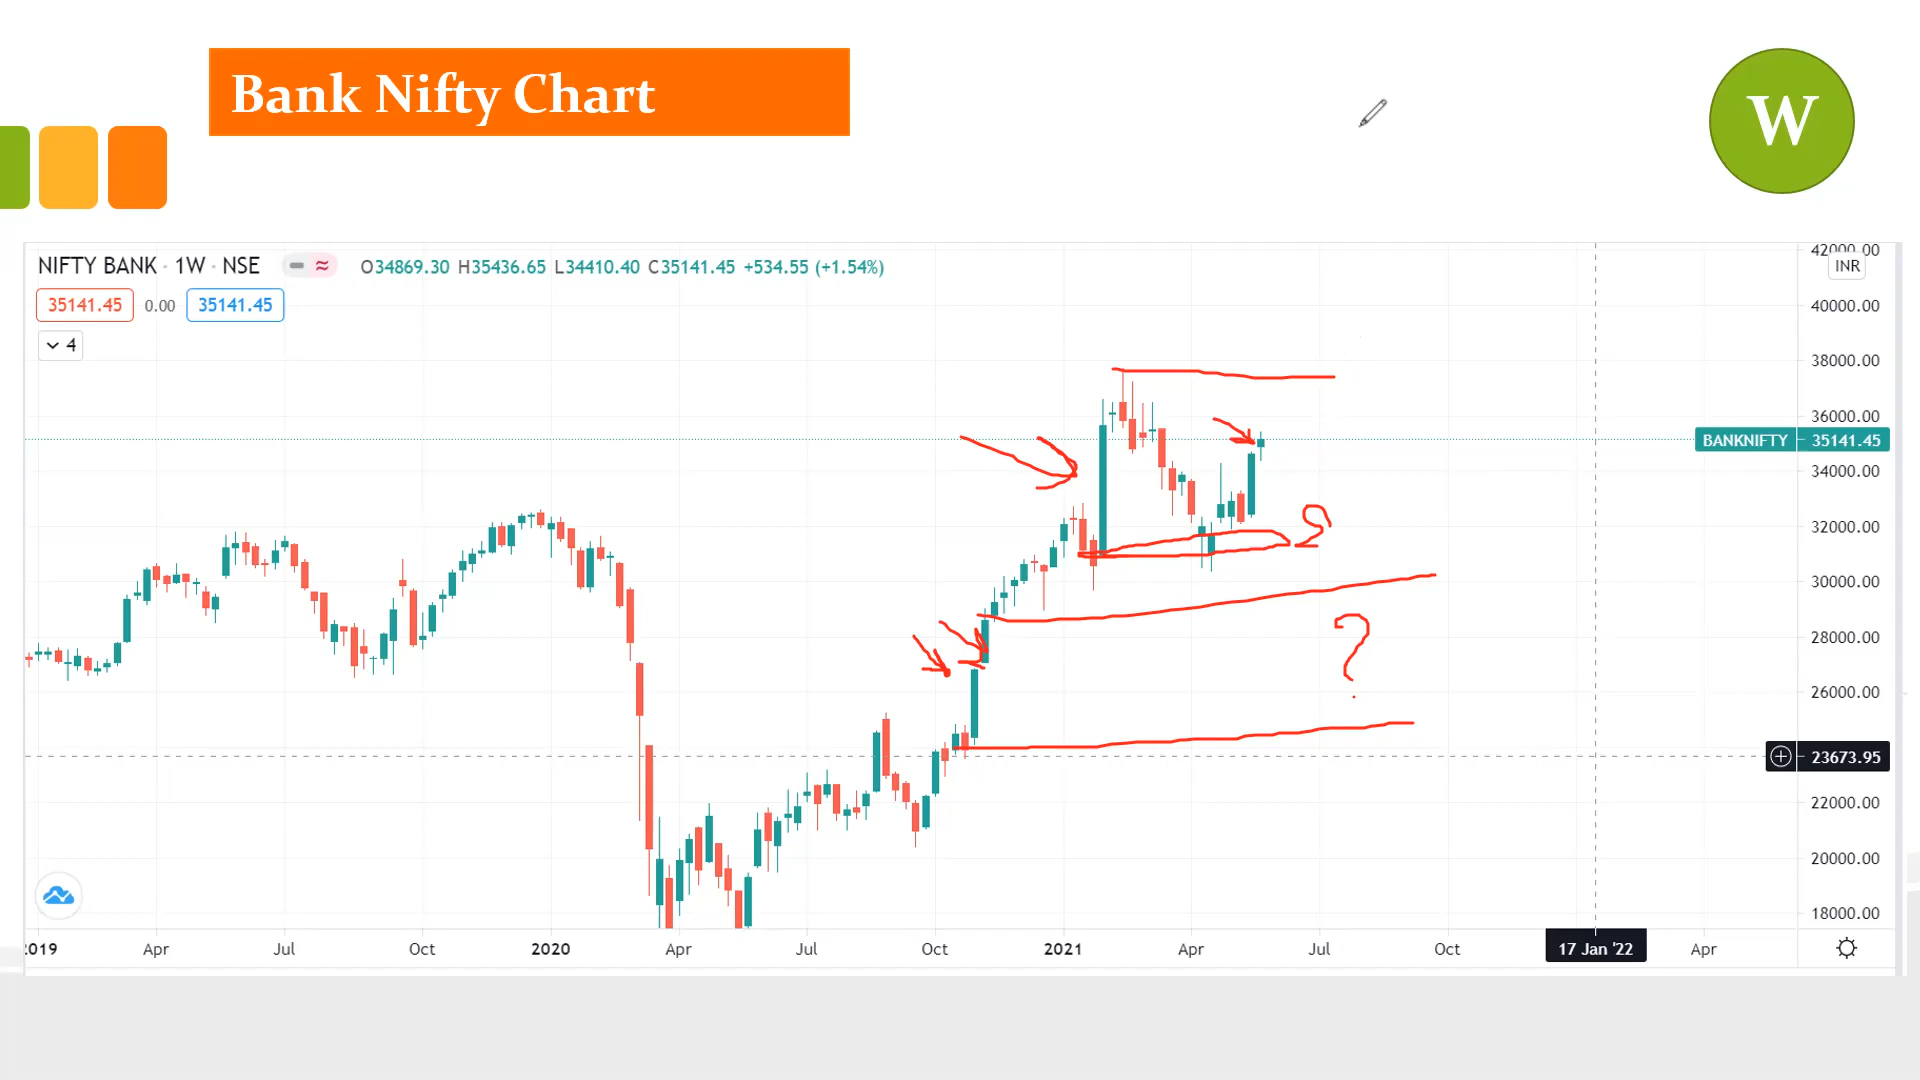 Bank Nifty Chart
W
NIFTY BANK · 1W · NSE
O34869.30 H35436.65 L34410.40 C35141.45 +534.55 (+1.54%)
35141.45 0.00 35141.45
4
42000.00
INR
40000.00
38000.00
36000.00
BANKNIFTY 35141.45
34000.00
S
32000.00
30000.00
?
28000.00
26000.00
23673.95
22000.00
20000.00
18000.00
2019 Apr Jul Oct 2020 Apr Jul Oct 2021 Apr Jul Oct 17 Jan '22 Apr